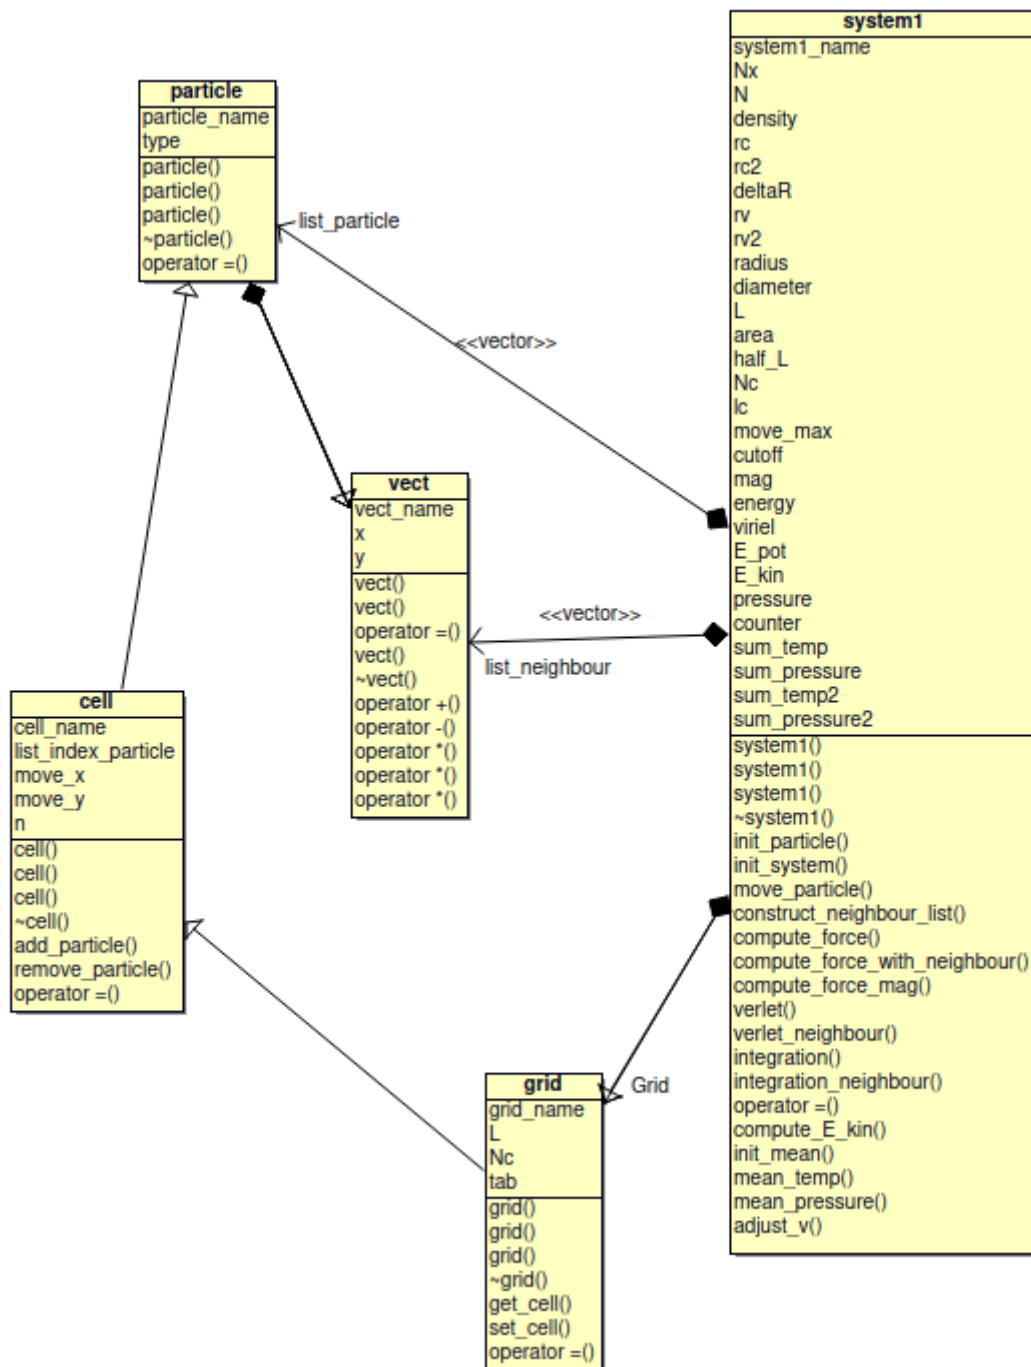 particle
particle_name
type
particle()
particle()
particle()
~particle()
operator =()
list_particle
<<vector>>
system1
system1_name
Nx
N
density
rc
rc2
deltaR
rv
rv2
radius
diameter
L
area
half_L
Nc
lc
move_max
cutoff
mag
energy
viriel
E_pot
E_kin
pressure
counter
sum_temp
sum_pressure
sum_temp2
sum_pressure2
system1()
system1()
system1()
~system1()
init_particle()
init_system()
move_particle()
construct_neighbour_list()
compute_force()
compute_force_with_neighbour()
compute_force_mag()
verlet()
verlet_neighbour()
integration()
integration_neighbour()
operator =()
compute_E_kin()
init_mean()
mean_temp()
mean_pressure()
adjust_v()
vect
vect_name
x
y
vect()
vect()
operator =()
vect()
~vect()
operator +()
operator -()
operator *()
operator *()
operator *()
<<vector>>
list_neighbour
cell
cell_name
list_index_particle
move_x
move_y
n
cell()
cell()
cell()
~cell()
add_particle()
remove_particle()
operator =()
grid
grid_name
L
Nc
tab
grid()
grid()
grid()
~grid()
get_cell()
set_cell()
operator =()
Grid